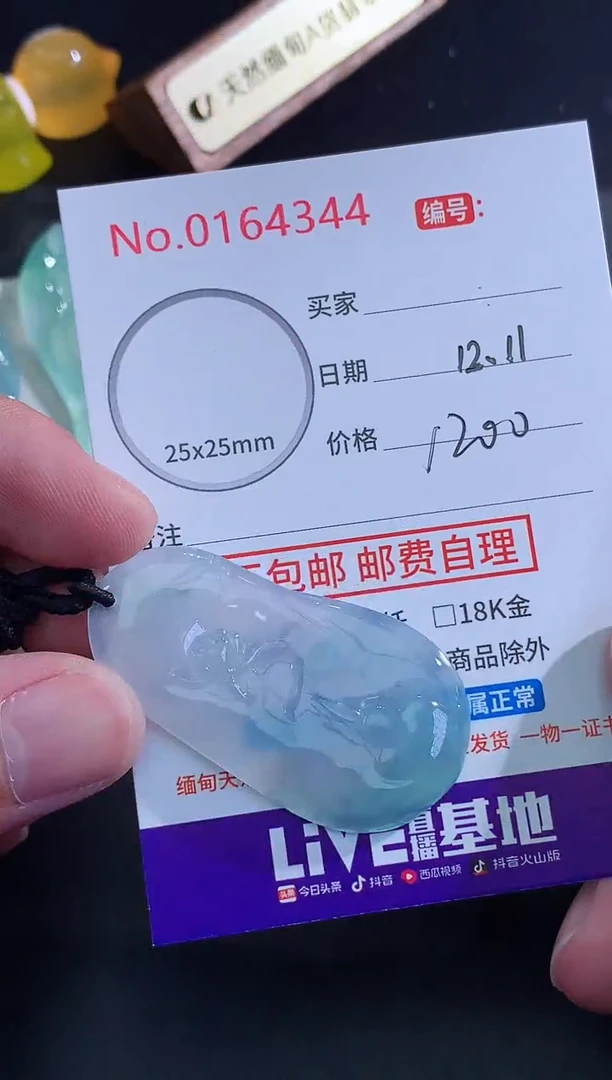 天然缅甸A货翡
No.0164344 编号:
买家
日期 12.11
25x25mm 价格 1200
注
包邮 邮费自理
□18K金
商品除外
属正常
缅甸天 发货 一物一证书
LiVE直播基地
头条 今日头条 抖音 西瓜视频 抖音火山版